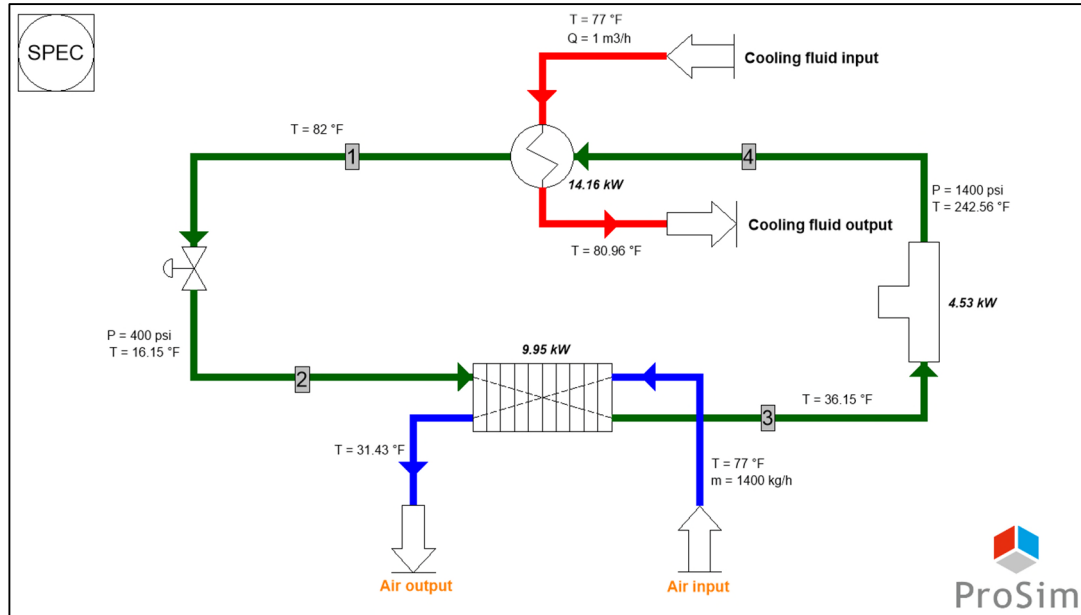 SPEC
T = 77 °F
Q = 1 m3/h
Cooling fluid input
T = 82 °F
1
4
14.16 kW
P = 1400 psi
T = 242.56 °F
Cooling fluid output
T = 80.96 °F
4.53 kW
P = 400 psi
T = 16.15 °F
9.95 kW
2
T = 36.15 °F
3
T = 31.43 °F
T = 77 °F
m = 1400 kg/h
Air output
Air input
ProSim